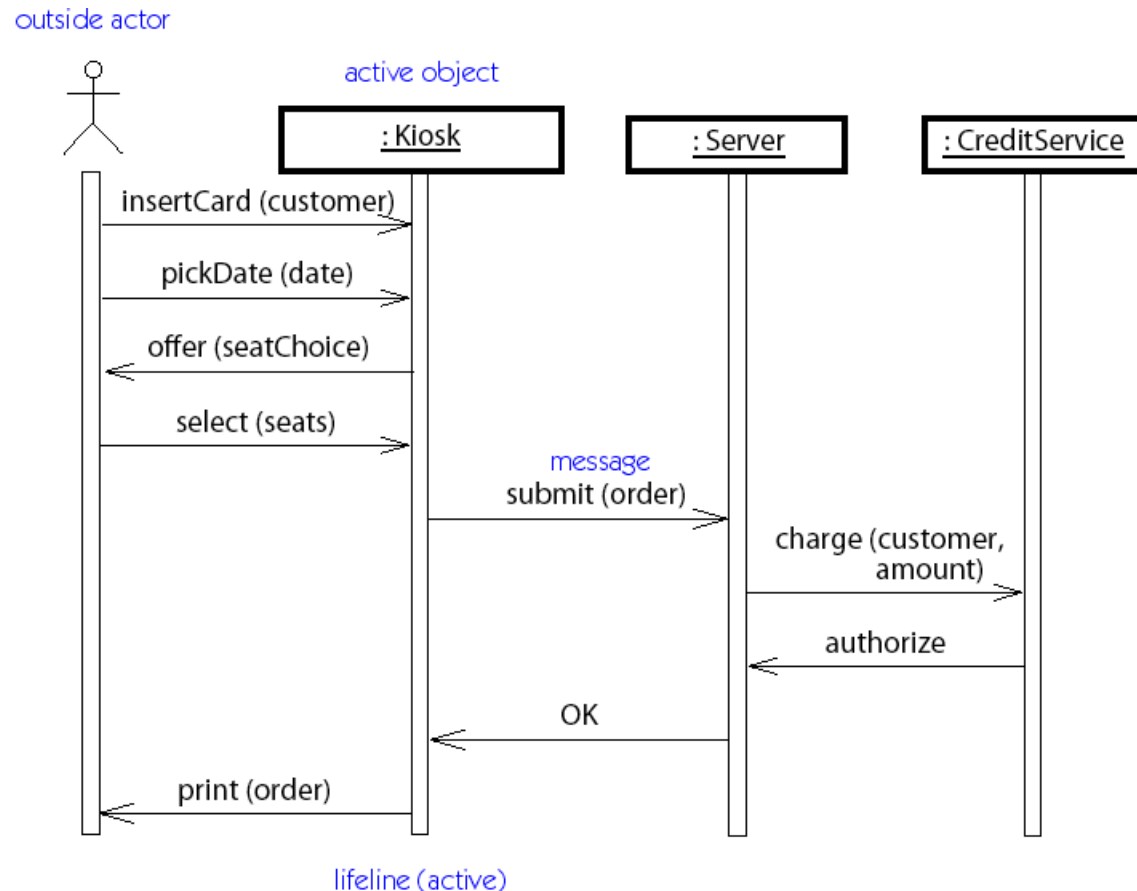 outside actor
active object
: Kiosk
: Server
: CreditService
insertCard (customer)
pickDate (date)
offer (seatChoice)
select (seats)
message
submit (order)
charge (customer,
amount)
authorize
OK
print (order)
lifeline (active)